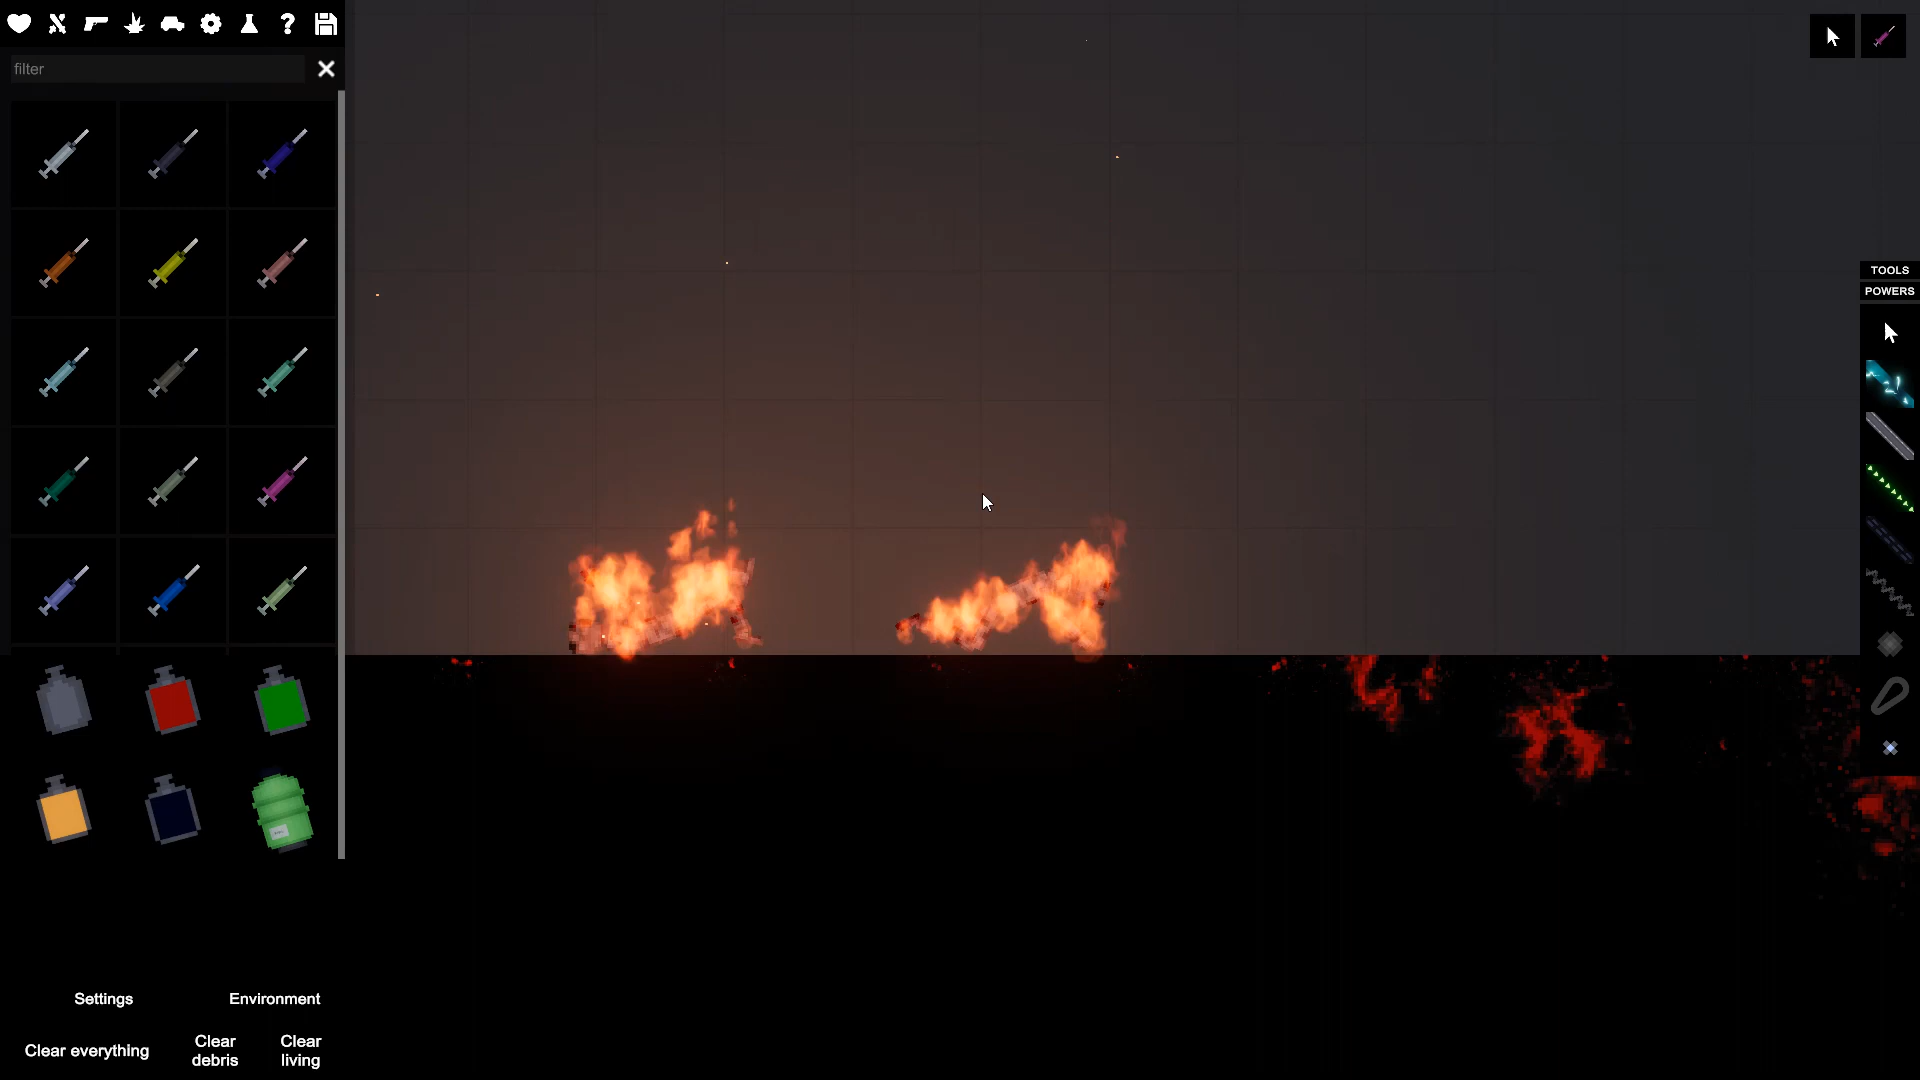 filter
TOOLS
POWERS
Settings
Environment
Clear everything
Clear
debris
Clear
living